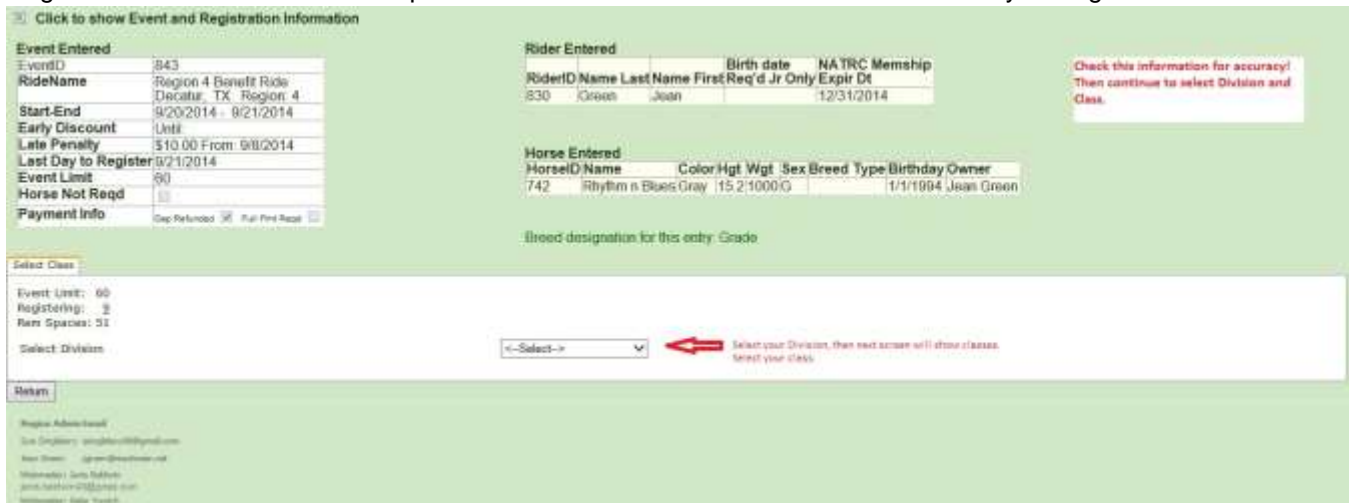 Click to show Event and Registration Information
Event Entered
EventID 843
RideName Region 4 Benefit Ride
Decatur, TX Region: 4
Start-End 9/20/2014 - 9/21/2014
Early Discount Until:
Late Penalty $10.00 From: 9/8/2014
Last Day to Register 9/21/2014
Event Limit 60
Horse Not Reqd
Payment Info Dep Refunded Full Pmt Reqd
Rider Entered
Birth date NATRC Memship
RiderID Name Last Name First Req'd Jr Only Expir Dt
830 Green Jean 12/31/2014
Horse Entered
HorseID Name Color Hgt Wgt Sex Breed Type Birthday Owner
742 Rhythm n Blues Gray 15.2 1000 G 1/1/1994 Jean Green
Breed designation for this entry: Grade
Check this information for accuracy!
Then continue to select Division and
Class.
Select Class
Event Limit: 60
Registering: 9
Rem Spaces: 51
Select Division <--Select-->
Select your Division, then next screen will show classes.
Select your class.
Return